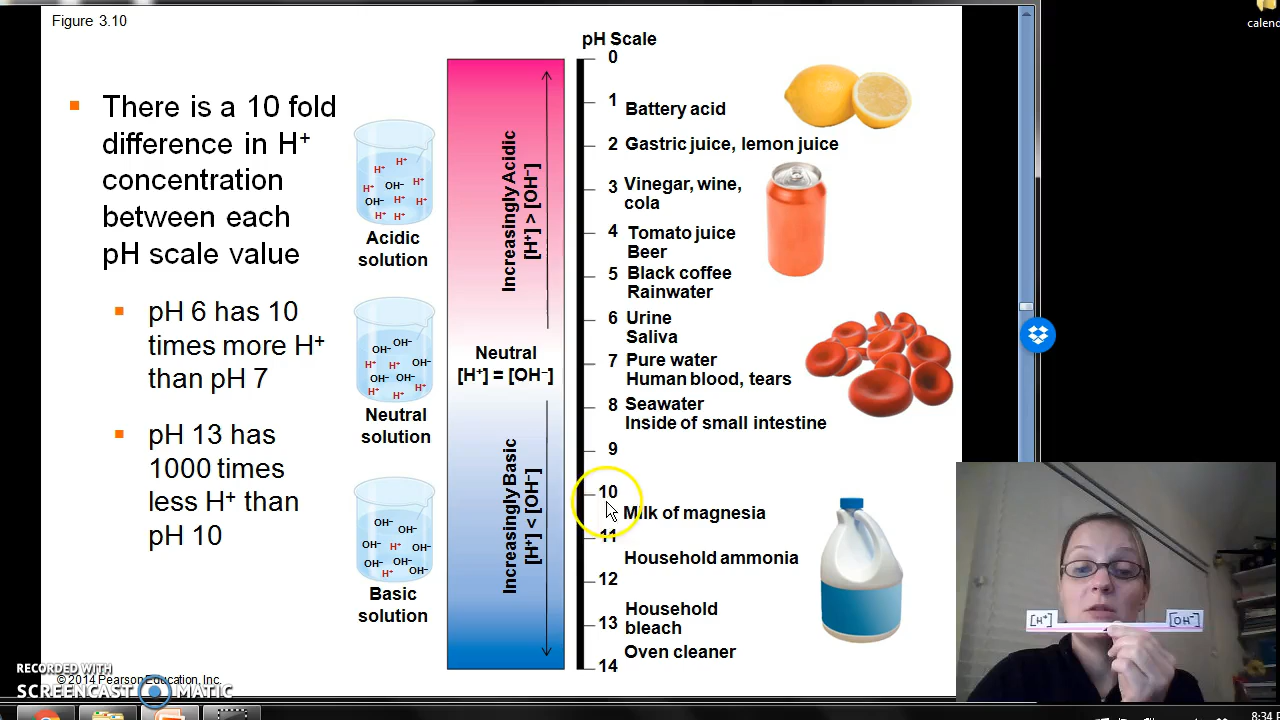 Figure 3.10
calend
There is a 10 fold
difference in H⁺
concentration
between each
pH scale value
pH 6 has 10
times more H⁺
than pH 7
pH 13 has
1000 times
less H⁺ than
pH 10
H⁺ H⁺
H⁺ OH⁻ H⁺
OH⁻ H⁺ H⁺
H⁺ H⁺
Acidic
solution
OH⁻ OH⁻
H⁺ H⁺ OH⁻
OH⁻ OH⁻
H⁺ H⁺ H⁺
Neutral
solution
OH⁻ OH⁻
OH⁻ H⁺ OH⁻
OH⁻ OH⁻
H⁺ OH⁻
Basic
solution
Increasingly Acidic
[H⁺] > [OH⁻]
Neutral
[H⁺] = [OH⁻]
Increasingly Basic
[H⁺] < [OH⁻]
pH Scale
0
1
Battery acid
2 Gastric juice, lemon juice
3 Vinegar, wine,
cola
4 Tomato juice
Beer
5 Black coffee
Rainwater
6 Urine
Saliva
7 Pure water
Human blood, tears
8 Seawater
Inside of small intestine
9
10
Milk of magnesia
11
Household ammonia
12
Household
13 bleach
Oven cleaner
14
[H⁺] [OH⁻]
RECORDED WITH
© 2014 Pearson Education, Inc.
SCREENCAST MATIC
8:34 P